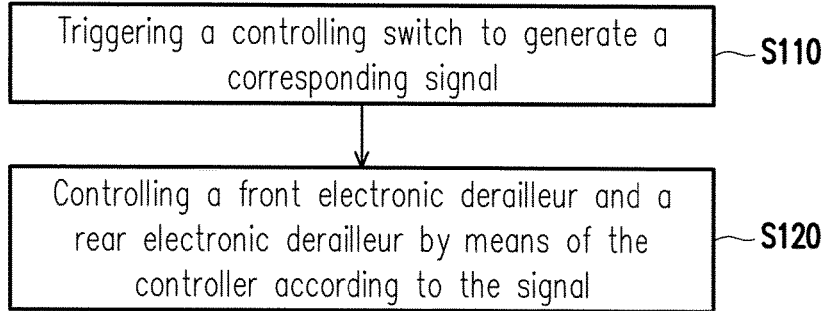 Triggering a controlling switch to generate a
corresponding signal
S110
Controlling a front electronic derailleur and a
rear electronic derailleur by means of the
controller according to the signal
S120